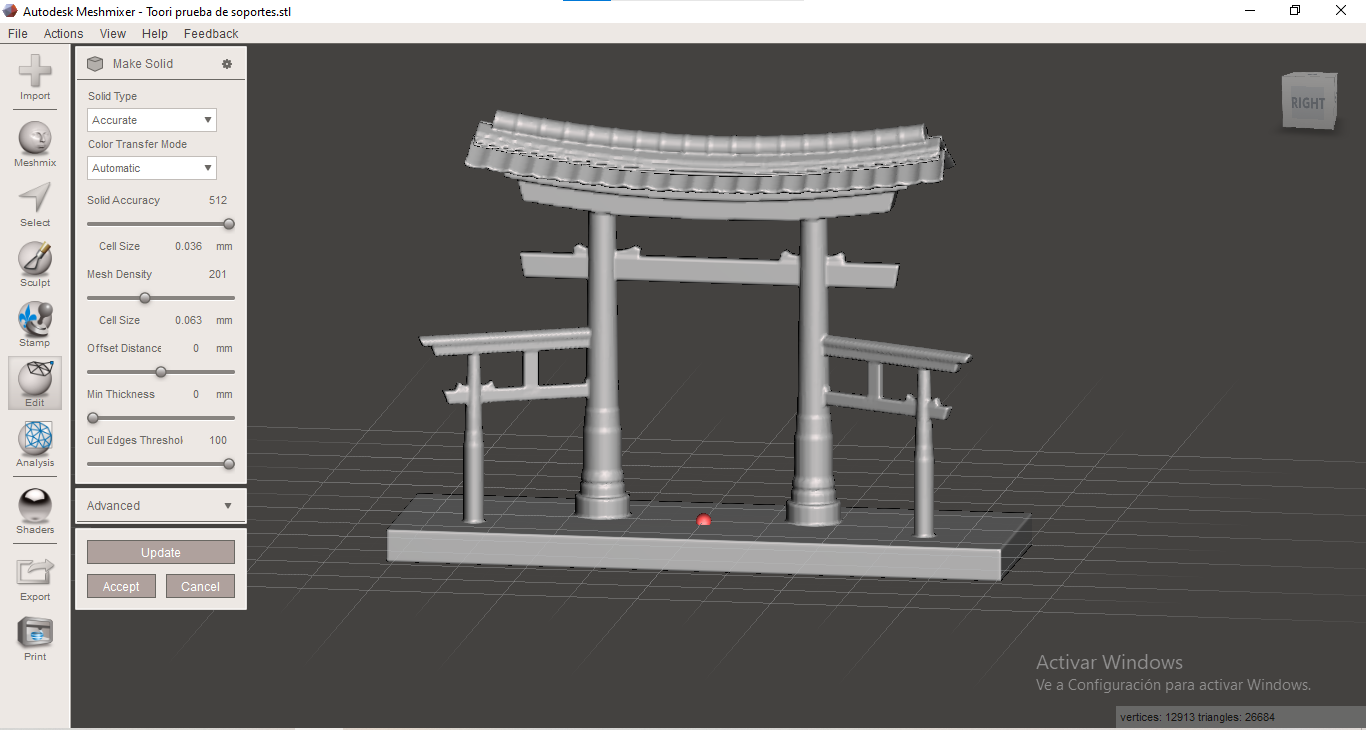 Autodesk Meshmixer - Toori prueba de soportes.stl
File Actions View Help Feedback
Import
Meshmix
Select
Sculpt
Stamp
Edit
Analysis
Shaders
Export
Print
Make Solid
Solid Type
Accurate
Color Transfer Mode
Automatic
Solid Accuracy 512
Cell Size 0.036 mm
Mesh Density 201
Cell Size 0.063 mm
Offset Distance 0 mm
Min Thickness 0 mm
Cull Edges Threshol 100
Advanced
Update
Accept Cancel
RIGHT
Activar Windows
Ve a Configuración para activar Windows.
vertices: 12913 triangles: 26684